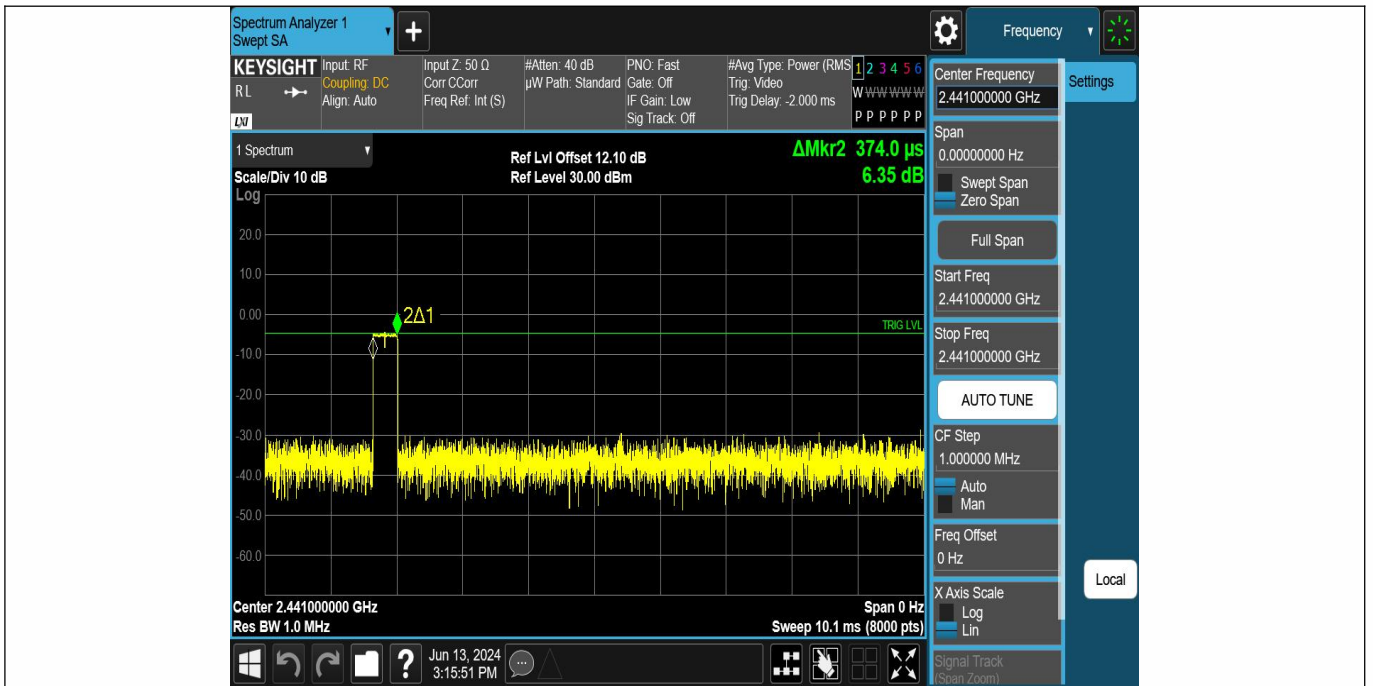 Spectrum Analyzer 1
Swept SA
+
Frequency
KEYSIGHT
RL
LXI
Input: RF
Coupling: DC
Align: Auto
Input Z: 50 Ω
Corr CCorr
Freq Ref: Int (S)
#Atten: 40 dB
µW Path: Standard
PNO: Fast
Gate: Off
IF Gain: Low
Sig Track: Off
#Avg Type: Power (RMS
Trig: Video
Trig Delay: -2.000 ms
1 2 3 4 5 6
W W W W W W
P P P P P P
1 Spectrum
Scale/Div 10 dB
Ref Lvl Offset 12.10 dB
Ref Level 30.00 dBm
ΔMkr2 374.0 µs
6.35 dB
Log
20.0
10.0
0.00
-10.0
-20.0
-30.0
-40.0
-50.0
-60.0
2Δ1
TRIG LVL
Center 2.441000000 GHz
Res BW 1.0 MHz
Span 0 Hz
Sweep 10.1 ms (8000 pts)
Center Frequency
2.441000000 GHz
Settings
Span
0.00000000 Hz
Swept Span
Zero Span
Full Span
Start Freq
2.441000000 GHz
Stop Freq
2.441000000 GHz
AUTO TUNE
CF Step
1.000000 MHz
Auto
Man
Freq Offset
0 Hz
X Axis Scale
Log
Lin
Signal Track
(Span Zoom)
Local
?
Jun 13, 2024
3:15:51 PM